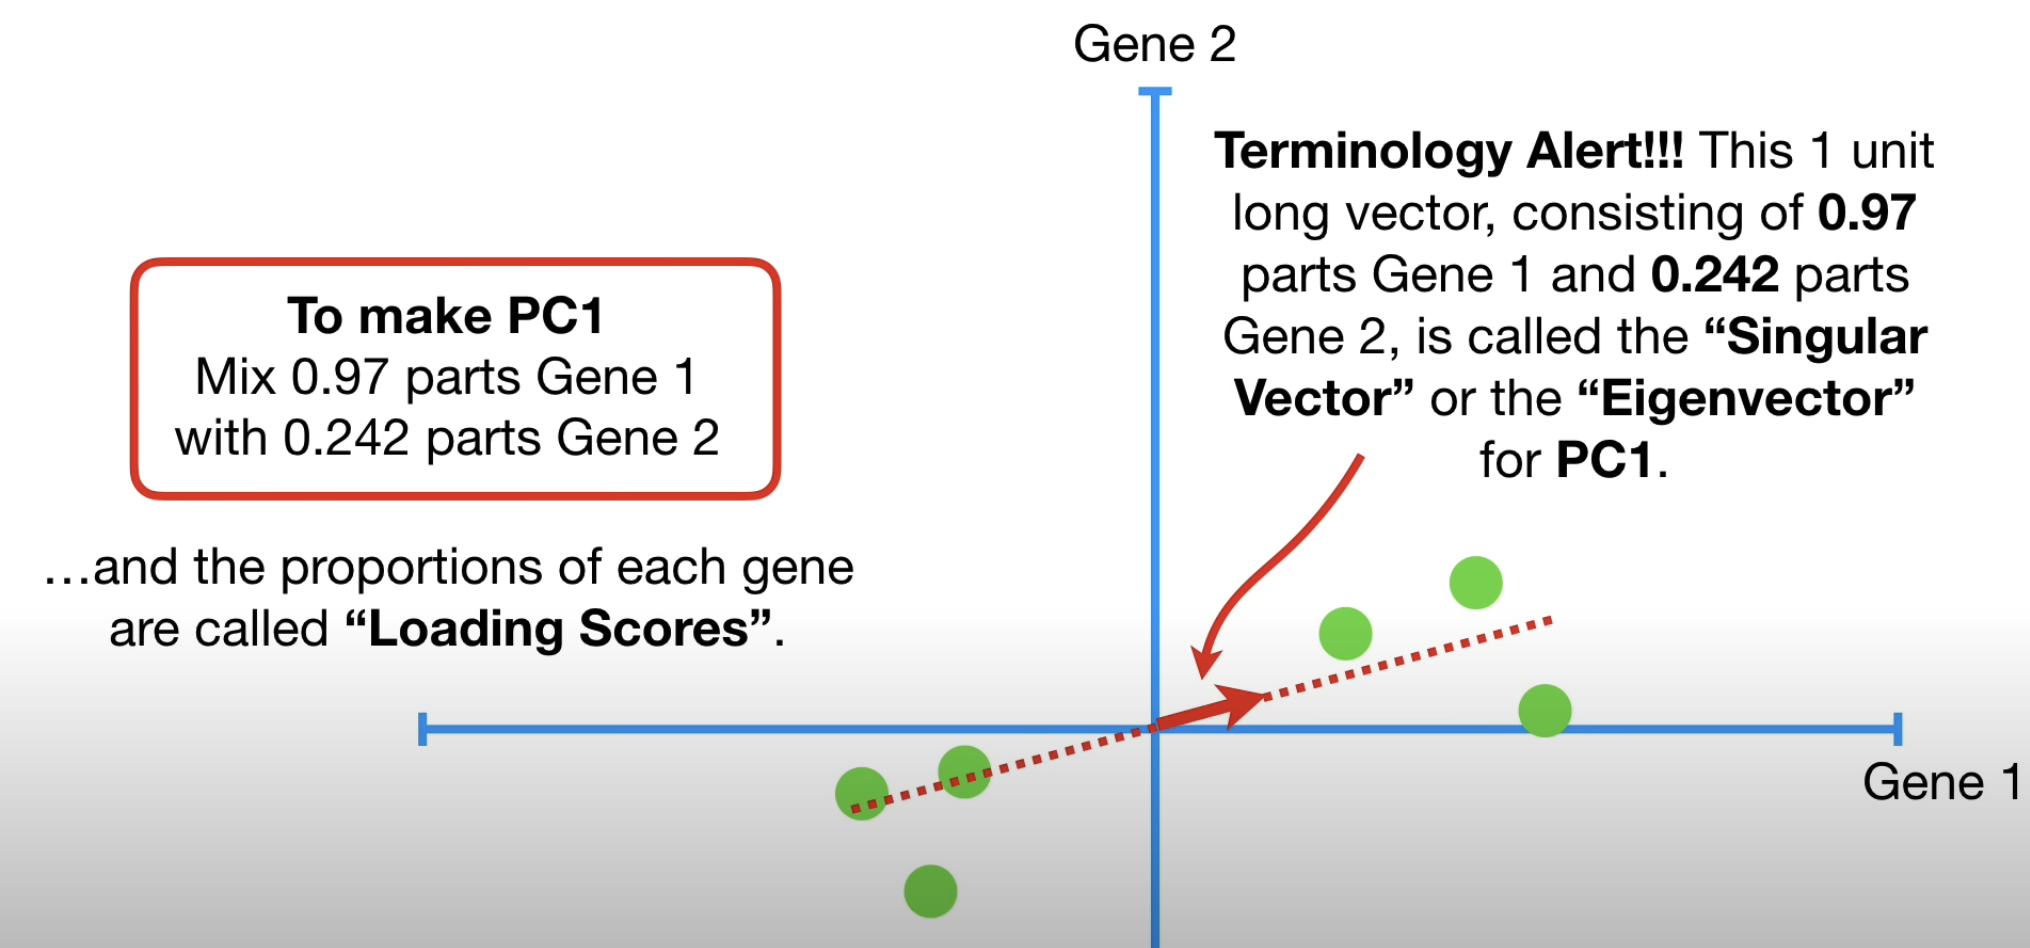 Gene 2
Terminology Alert!!! This 1 unit
long vector, consisting of 0.97
parts Gene 1 and 0.242 parts
Gene 2, is called the “Singular
Vector” or the “Eigenvector”
for PC1.
To make PC1
Mix 0.97 parts Gene 1
with 0.242 parts Gene 2
…and the proportions of each gene
are called “Loading Scores”.
Gene 1